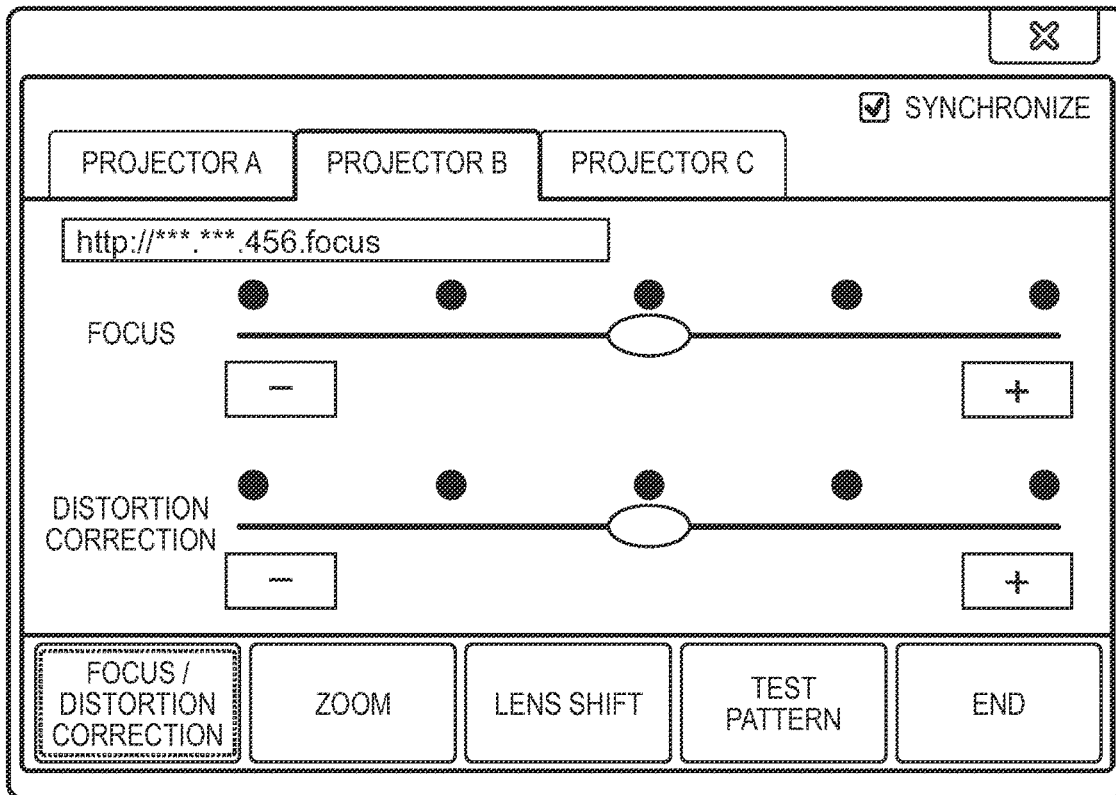 SYNCHRONIZE
PROJECTOR A PROJECTOR B PROJECTOR C
http://***.***.456.focus
FOCUS
− +
DISTORTION
CORRECTION
− +
FOCUS /
DISTORTION
CORRECTION
ZOOM
LENS SHIFT
TEST
PATTERN
END